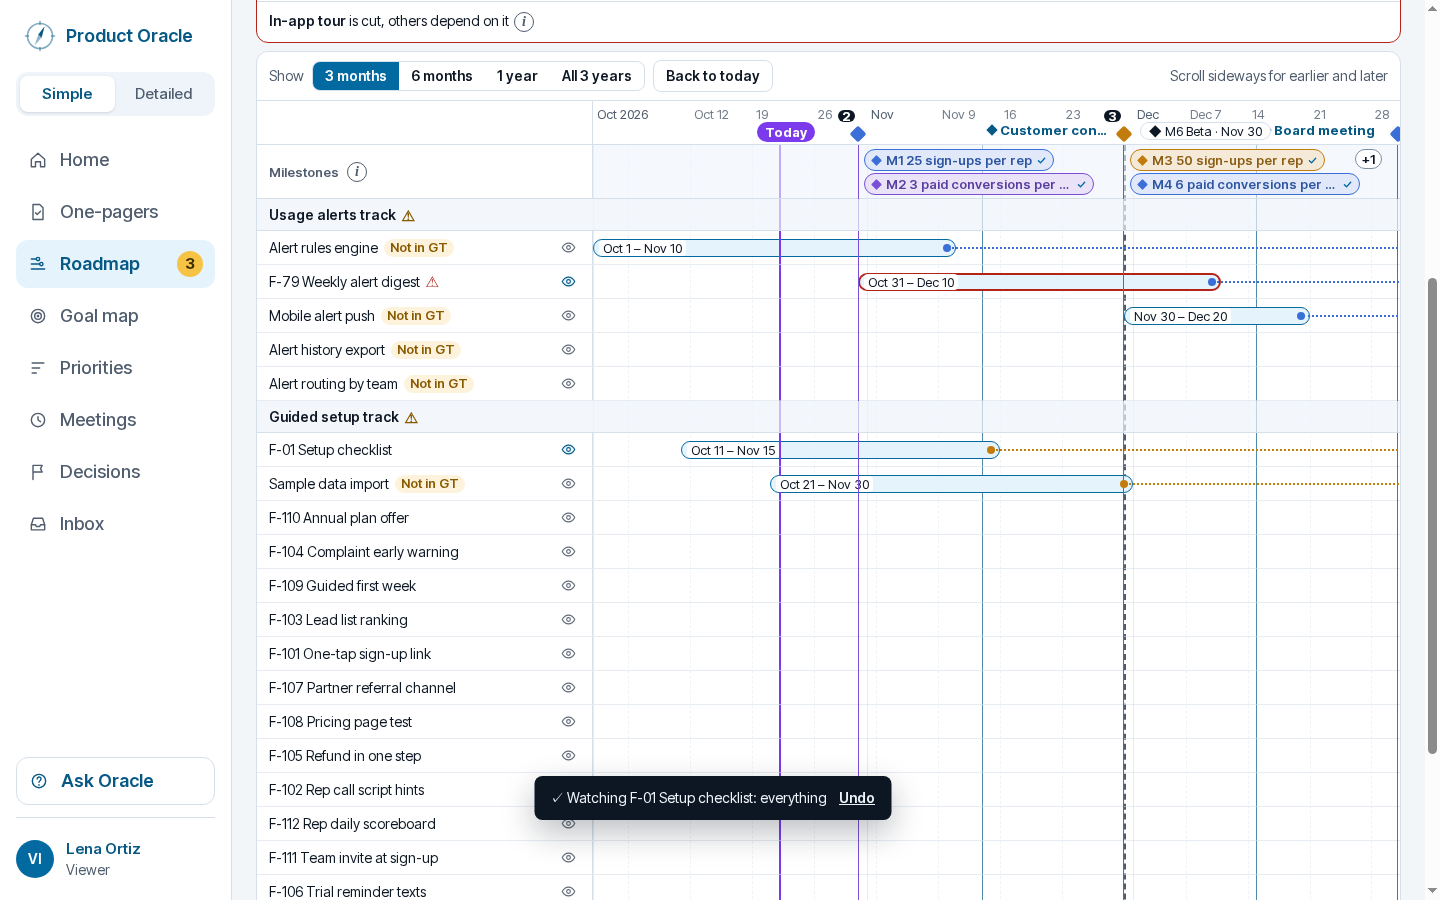 Product Oracle
Simple
Detailed
Home
One-pagers
Roadmap
3
Goal map
Priorities
Meetings
Decisions
Inbox
Ask Oracle
VI
Lena Ortiz
Viewer
In-app tour is cut, others depend on it
Show
3 months
6 months
1 year
All 3 years
Back to today
Scroll sideways for earlier and later
Oct 2026
Oct 12
19
26
2
Nov
Nov 9
16
23
3
Dec
Dec 7
14
21
28
Today
Customer con...
M6 Beta · Nov 30
Board meeting
Milestones
M1 25 sign-ups per rep
M3 50 sign-ups per rep
+1
M2 3 paid conversions per ...
M4 6 paid conversions per ...
Usage alerts track
Alert rules engine
Not in GT
Oct 1 – Nov 10
F-79 Weekly alert digest
Oct 31 – Dec 10
Mobile alert push
Not in GT
Nov 30 – Dec 20
Alert history export
Not in GT
Alert routing by team
Not in GT
Guided setup track
F-01 Setup checklist
Oct 11 – Nov 15
Sample data import
Not in GT
Oct 21 – Nov 30
F-110 Annual plan offer
F-104 Complaint early warning
F-109 Guided first week
F-103 Lead list ranking
F-101 One-tap sign-up link
F-107 Partner referral channel
F-108 Pricing page test
F-105 Refund in one step
F-102 Rep call script hints
✓ Watching F-01 Setup checklist: everything
Undo
F-112 Rep daily scoreboard
F-111 Team invite at sign-up
F-106 Trial reminder texts